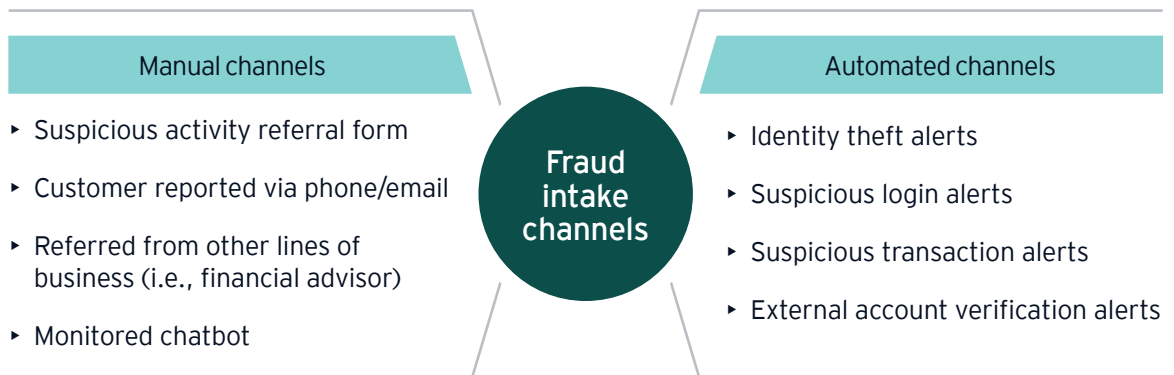 Manual channels
▸ Suspicious activity referral form
▸ Customer reported via phone/email
▸ Referred from other lines of
business (i.e., financial advisor)
▸ Monitored chatbot
Fraud
intake
channels
Automated channels
▸ Identity theft alerts
▸ Suspicious login alerts
▸ Suspicious transaction alerts
▸ External account verification alerts